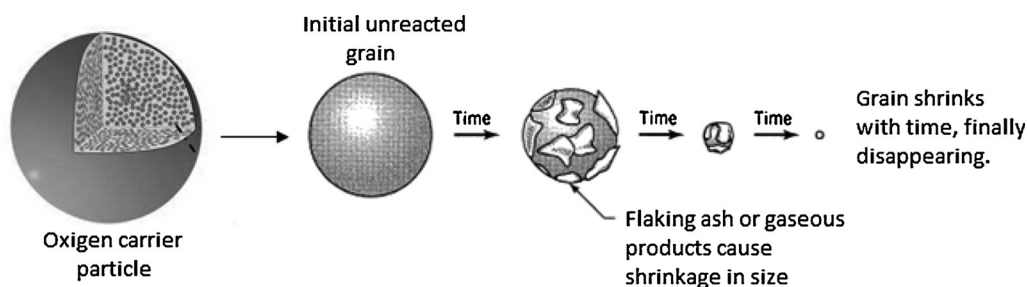 Oxigen carrier
particle
Initial unreacted
grain
Time
Time
Time
Flaking ash or gaseous
products cause
shrinkage in size
Grain shrinks
with time, finally
disappearing.